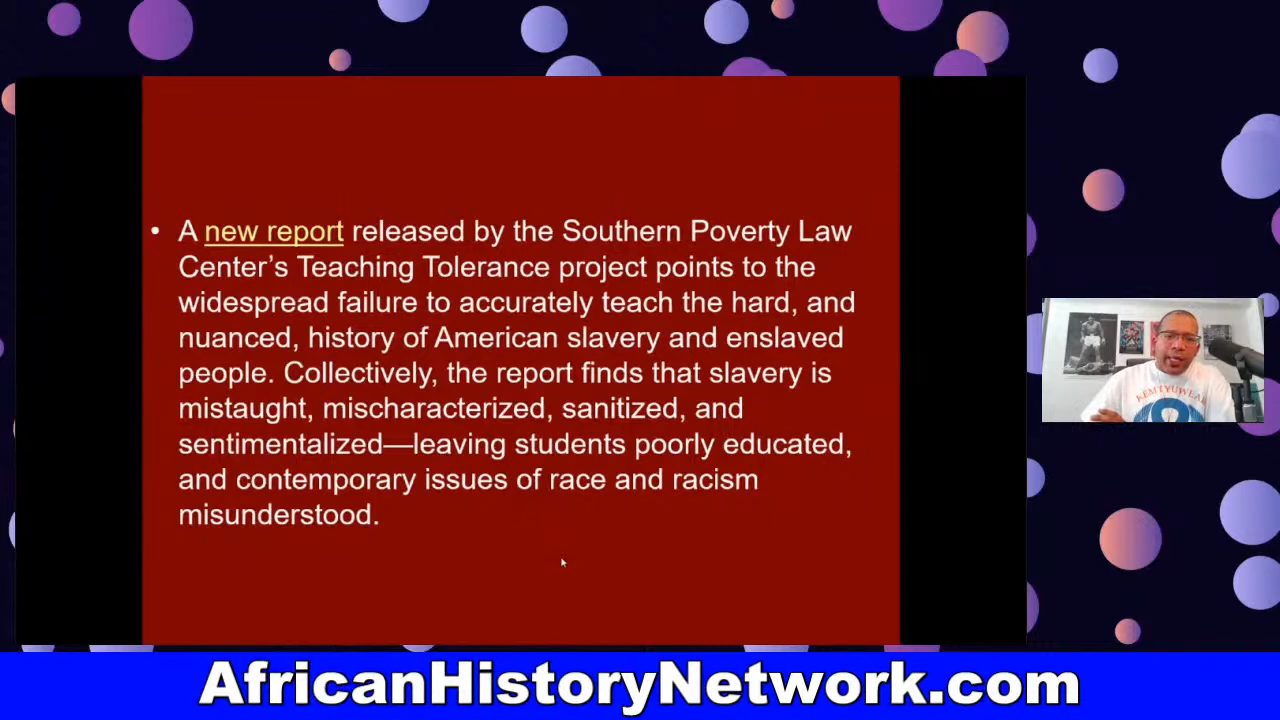 • A new report released by the Southern Poverty Law
Center’s Teaching Tolerance project points to the
widespread failure to accurately teach the hard, and
nuanced, history of American slavery and enslaved
people. Collectively, the report finds that slavery is
mistaught, mischaracterized, sanitized, and
sentimentalized—leaving students poorly educated,
and contemporary issues of race and racism
misunderstood.
KEMETYUWEAR
AfricanHistoryNetwork.com